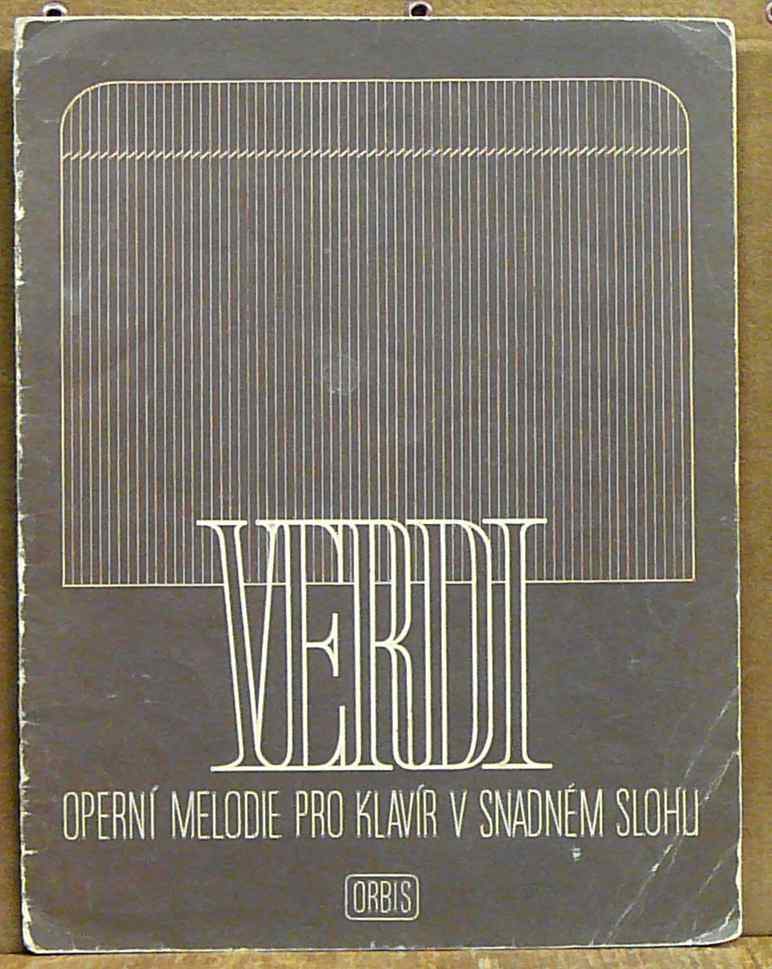 VERDI
OPERNÍ MELODIE PRO KLAVÍR V SNADNÉM SLOHU
ORBIS